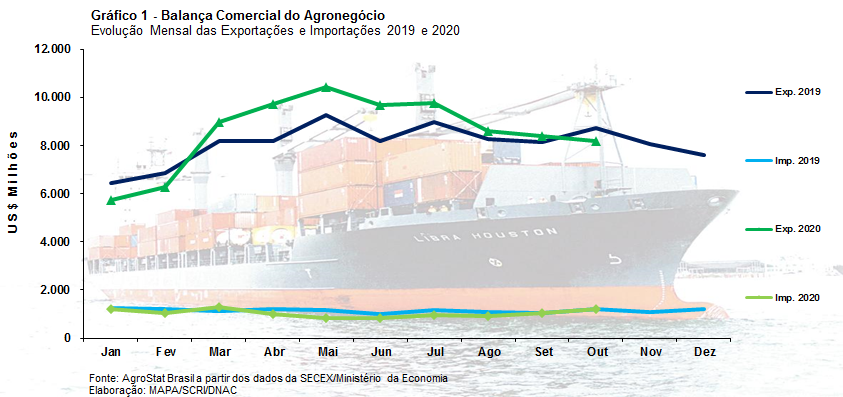 Gráfico 1 - Balança Comercial do Agronegócio
Evolução Mensal das Exportações e Importações 2019 e 2020
US$ Milhões
12.000
10.000
8.000
6.000
4.000
2.000
0
Jan Fev Mar Abr Mai Jun Jul Ago Set Out Nov Dez
Exp. 2019
Imp. 2019
Exp. 2020
Imp. 2020
LIBRA HOUSTON
Fonte: AgroStat Brasil a partir dos dados da SECEX/Ministério da Economia
Elaboração: MAPA/SCRI/DNAC